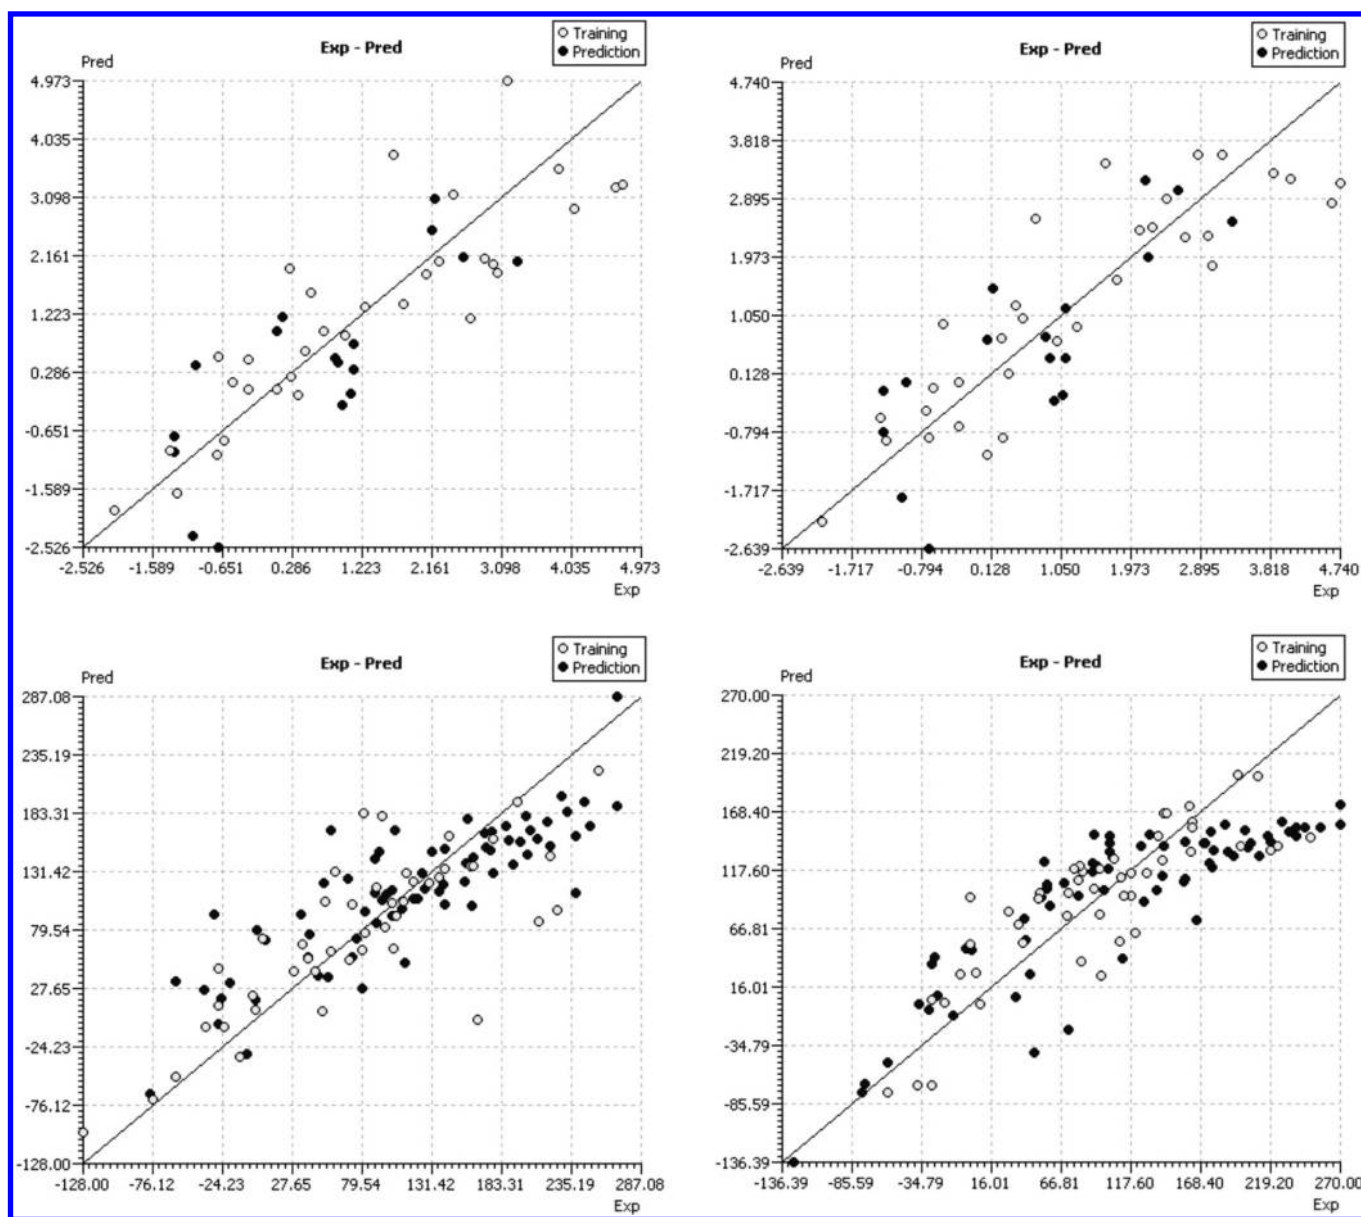 Exp - Pred
Training
Prediction
Pred
4.973
4.035
3.098
2.161
1.223
0.286
-0.651
-1.589
-2.526
-2.526 -1.589 -0.651 0.286 1.223 2.161 3.098 4.035 4.973
Exp
Exp - Pred
Training
Prediction
Pred
4.740
3.818
2.895
1.973
1.050
0.128
-0.794
-1.717
-2.639
-2.639 -1.717 -0.794 0.128 1.050 1.973 2.895 3.818 4.740
Exp
Exp - Pred
Training
Prediction
Pred
287.08
235.19
183.31
131.42
79.54
27.65
-24.23
-76.12
-128.00
-128.00 -76.12 -24.23 27.65 79.54 131.42 183.31 235.19 287.08
Exp
Exp - Pred
Training
Prediction
Pred
270.00
219.20
168.40
117.60
66.81
16.01
-34.79
-85.59
-136.39
-136.39 -85.59 -34.79 16.01 66.81 117.60 168.40 219.20 270.00
Exp